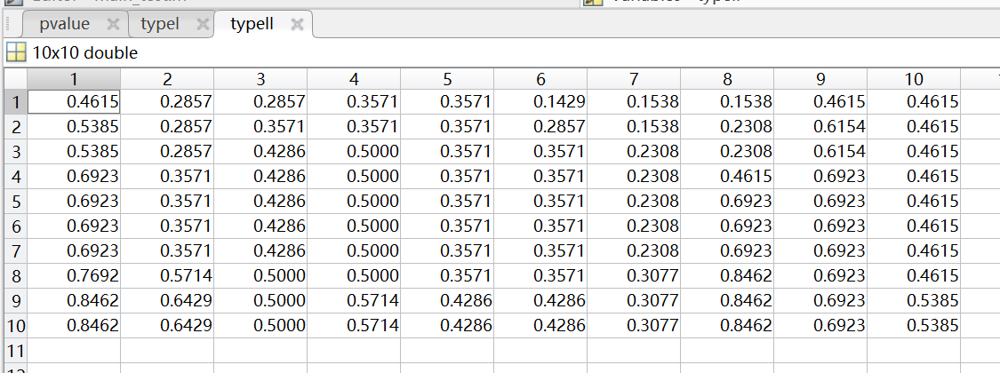 pvalue typeI typeII
10x10 double
1 2 3 4 5 6 7 8 9 10
1 0.4615 0.2857 0.2857 0.3571 0.3571 0.1429 0.1538 0.1538 0.4615 0.4615
2 0.5385 0.2857 0.3571 0.3571 0.3571 0.2857 0.1538 0.2308 0.6154 0.4615
3 0.5385 0.2857 0.4286 0.5000 0.3571 0.3571 0.2308 0.2308 0.6154 0.4615
4 0.6923 0.3571 0.4286 0.5000 0.3571 0.3571 0.2308 0.4615 0.6923 0.4615
5 0.6923 0.3571 0.4286 0.5000 0.3571 0.3571 0.2308 0.6923 0.6923 0.4615
6 0.6923 0.3571 0.4286 0.5000 0.3571 0.3571 0.2308 0.6923 0.6923 0.4615
7 0.6923 0.3571 0.4286 0.5000 0.3571 0.3571 0.2308 0.6923 0.6923 0.4615
8 0.7692 0.5714 0.5000 0.5000 0.3571 0.3571 0.3077 0.8462 0.6923 0.4615
9 0.8462 0.6429 0.5000 0.5714 0.4286 0.4286 0.3077 0.8462 0.6923 0.5385
10 0.8462 0.6429 0.5000 0.5714 0.4286 0.4286 0.3077 0.8462 0.6923 0.5385
11